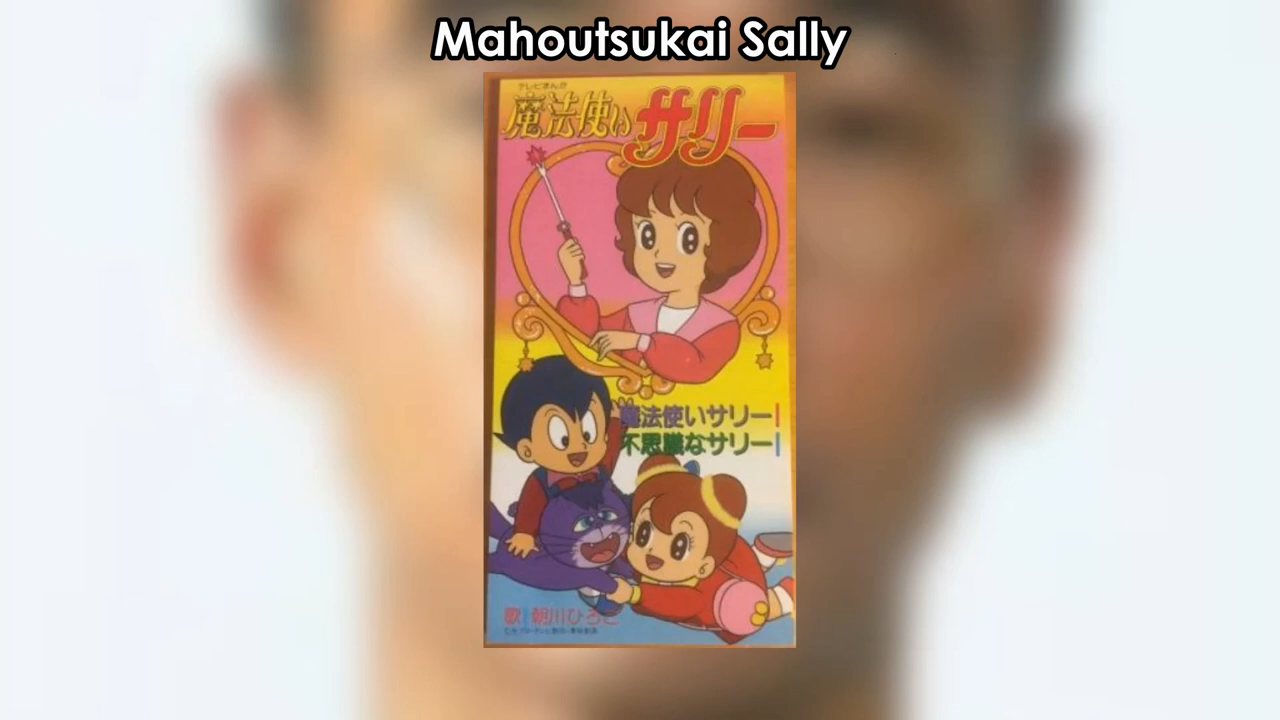 Mahoutsukai Sally
テレビまんが
魔法使い サリー
魔法使いサリー
不思議なサリー
歌 朝川ひろこ